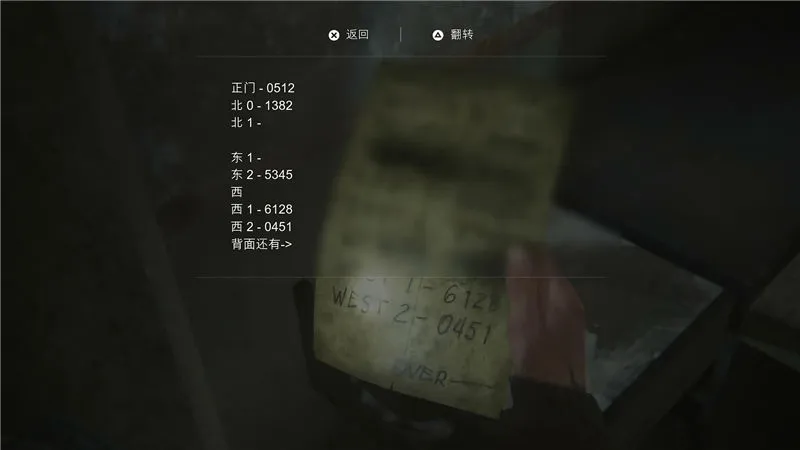 返回 翻转
正门 - 0512
北 0 - 1382
北 1 -
东 1 -
东 2 - 5345
西
西 1 - 6128
西 2 - 0451
背面还有->
1 - 6128
WEST 2 - 0451
OVER